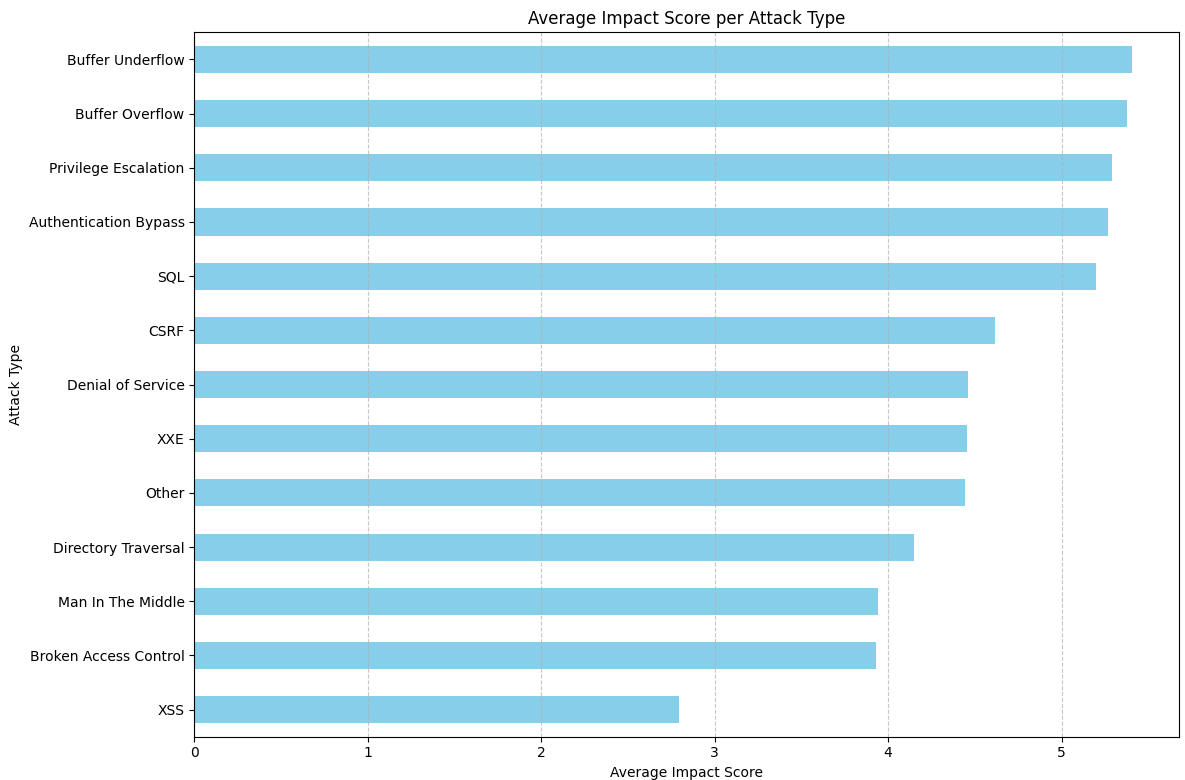 Average Impact Score per Attack Type
Attack Type
Buffer Underflow
Buffer Overflow
Privilege Escalation
Authentication Bypass
SQL
CSRF
Denial of Service
XXE
Other
Directory Traversal
Man In The Middle
Broken Access Control
XSS
0 1 2 3 4 5
Average Impact Score